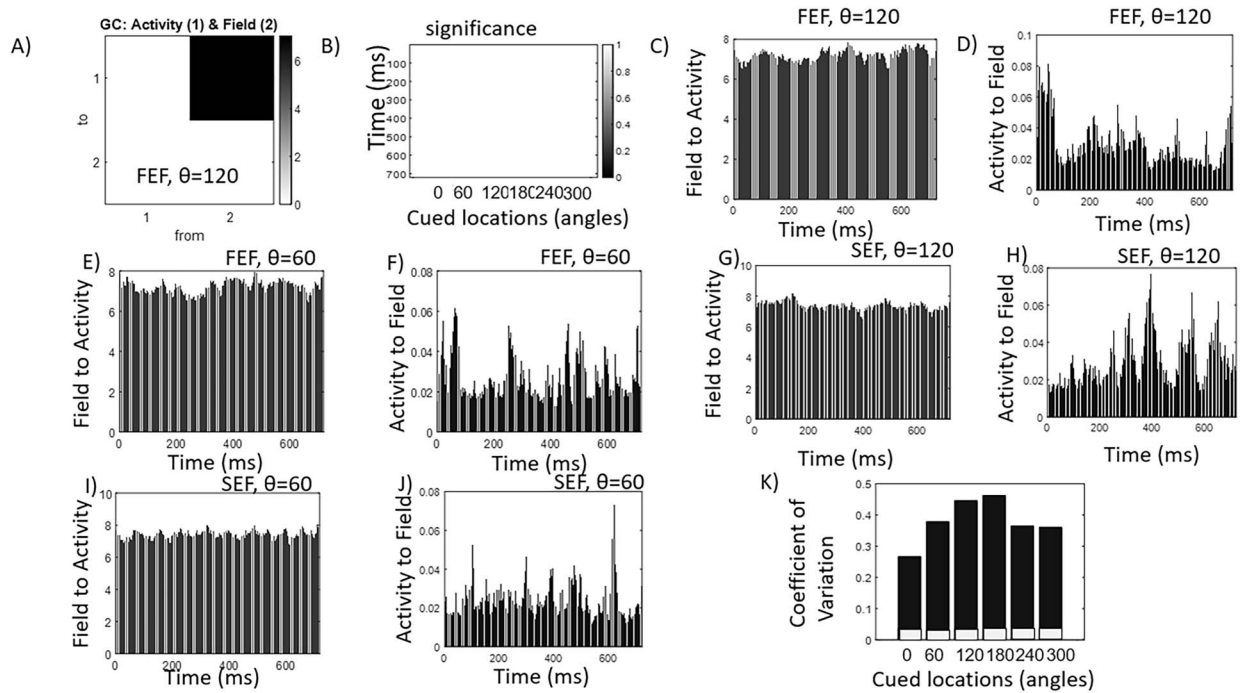 A)
GC: Activity (1) & Field (2)
to
1
2
FEF, θ=120
1 2
from
6
4
2
0
B)
significance
Time (ms)
100
200
300
400
500
600
700
0 60 120180240300
Cued locations (angles)
1
0.8
0.6
0.4
0.2
0
C)
FEF, θ=120
Field to Activity
8
6
4
2
0
0 200 400 600
Time (ms)
D)
FEF, θ=120
Activity to Field
0.1
0.08
0.06
0.04
0.02
0
0 200 400 600
Time (ms)
E)
FEF, θ=60
Field to Activity
8
6
4
2
0
0 200 400 600
Time (ms)
F)
FEF, θ=60
Activity to Field
0.08
0.06
0.04
0.02
0
0 200 400 600
Time (ms)
G)
SEF, θ=120
Field to Activity
10
8
6
4
2
0
0 200 400 600
Time (ms)
H)
SEF, θ=120
Activity to Field
0.08
0.06
0.04
0.02
0
0 200 400 600
Time (ms)
I)
SEF, θ=60
Field to Activity
10
8
6
4
2
0
0 200 400 600
Time (ms)
J)
SEF, θ=60
Activity to Field
0.08
0.06
0.04
0.02
0
0 200 400 600
Time (ms)
K)
Coefficient of
Variation
0.5
0.4
0.3
0.2
0.1
0
0 60 120 180 240 300
Cued locations (angles)